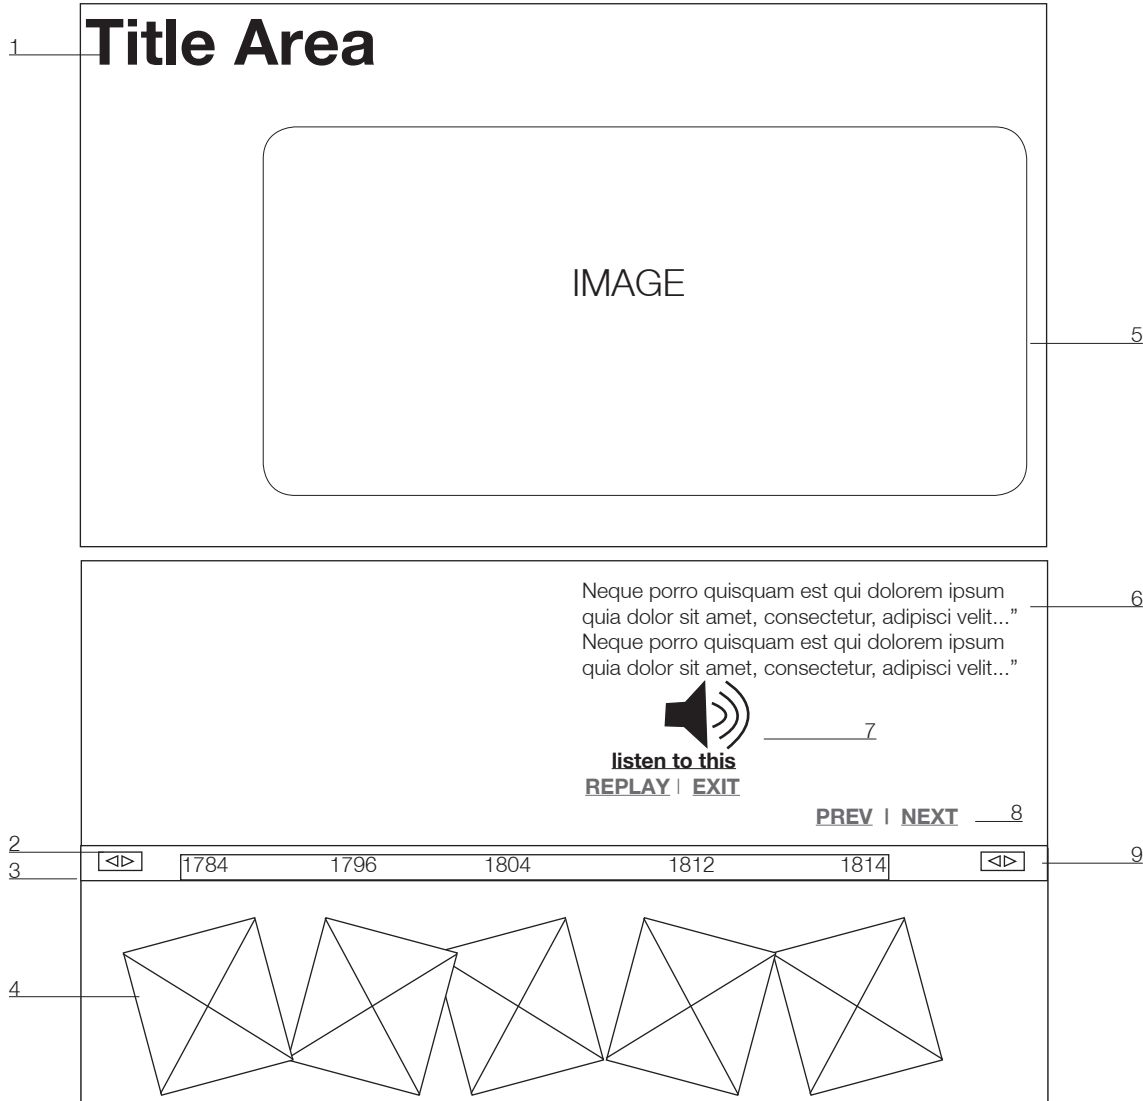 1
Title Area
IMAGE
5
Neque porro quisquam est qui dolorem ipsum
quia dolor sit amet, consectetur, adipisci velit...”
Neque porro quisquam est qui dolorem ipsum
quia dolor sit amet, consectetur, adipisci velit...”
6
7
listen to this
REPLAY | EXIT
PREV | NEXT
8
2
3
1784 1796 1804 1812 1814
9
4